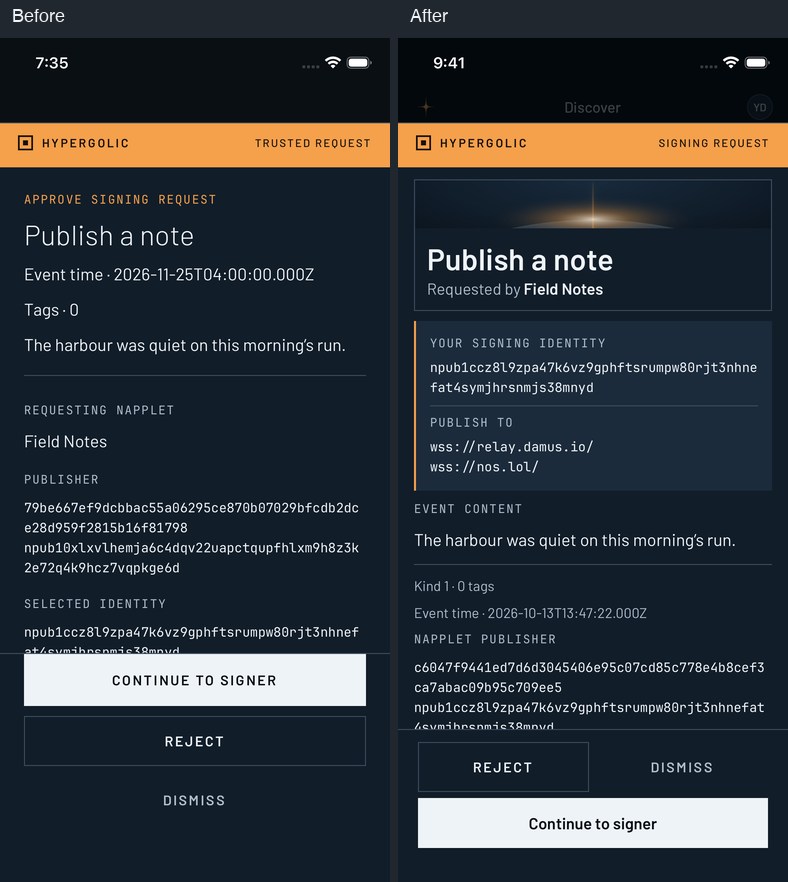 Before
7:35
HYPERGOLIC
TRUSTED REQUEST
APPROVE SIGNING REQUEST
Publish a note
Event time · 2026-11-25T04:00:00.000Z
Tags · 0
The harbour was quiet on this morning's run.
REQUESTING NAPPLET
Field Notes
PUBLISHER
79be667ef9dcbbac55a06295ce870b07029bfcdb2dc
e28d959f2815b16f81798
npub10xlxvlhemja6c4dqv22uapctqupfhlxm9h8z3k
2e72q4k9hcz7vqpkge6d
SELECTED IDENTITY
npub1ccz8l9zpa47k6vz9gphftsrumpw80rjt3nhnef
at4symjhrsnmjs38mnyd
CONTINUE TO SIGNER
REJECT
DISMISS
After
9:41
Discover
YD
HYPERGOLIC
SIGNING REQUEST
Publish a note
Requested by Field Notes
YOUR SIGNING IDENTITY
npub1ccz8l9zpa47k6vz9gphftsrumpw80rjt3nhne
fat4symjhrsnmjs38mnyd
PUBLISH TO
wss://relay.damus.io/
wss://nos.lol/
EVENT CONTENT
The harbour was quiet on this morning's run.
Kind 1 · 0 tags
Event time · 2026-10-13T13:47:22.000Z
NAPPLET PUBLISHER
c6047f9441ed7d6d3045406e95c07cd85c778e4b8cef3
ca7abac09b95c709ee5
npub1ccz8l9zpa47k6vz9gphftsrumpw80rjt3nhnefat
4symjhrsnmjs38mnyd
REJECT
DISMISS
Continue to signer